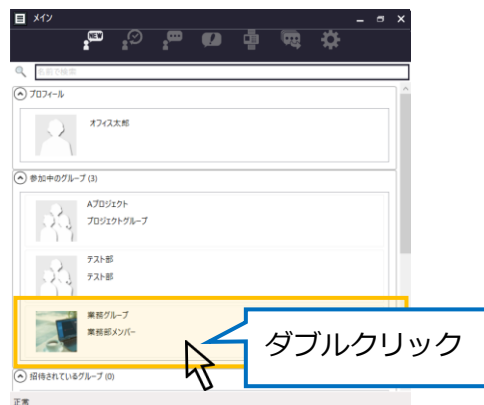 メイン
NEW
名前で検索
プロフィール
オフィス太郎
参加中のグループ (3)
Aプロジェクト
プロジェクトグループ
テスト部
テスト部
業務グループ
業務部メンバー
ダブルクリック
招待されているグループ (0)
正常